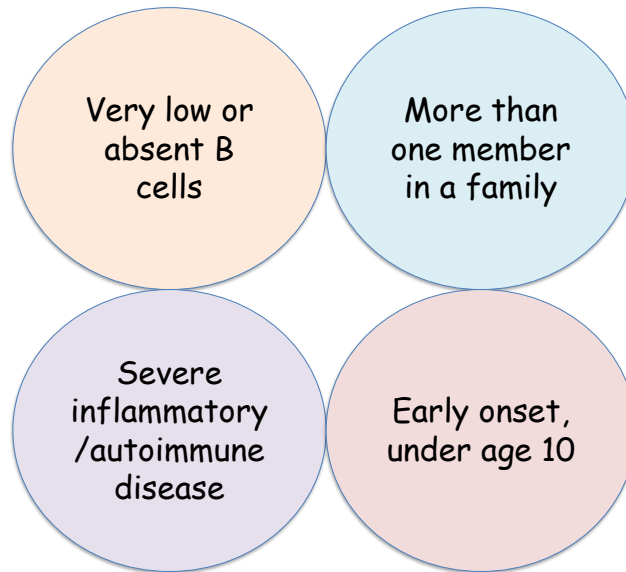 Very low or
absent B
cells
More than
one member
in a family
Severe
inflammatory
/autoimmune
disease
Early onset,
under age 10